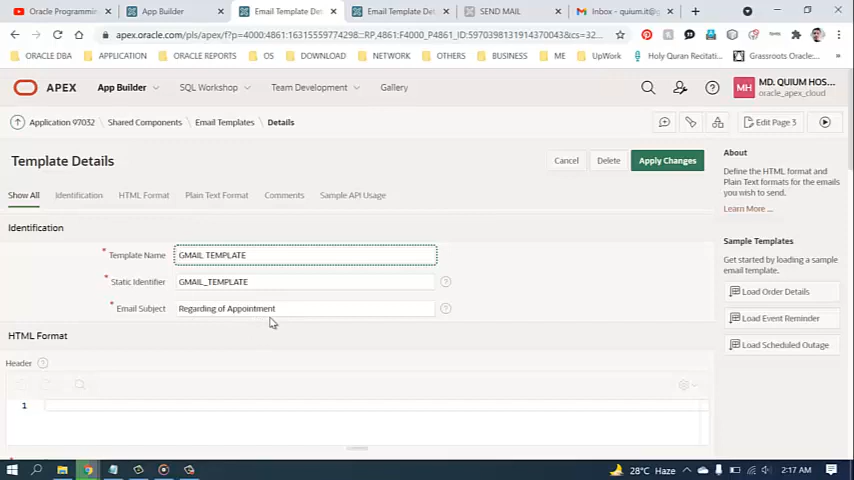 Oracle Programming
App Builder
Email Template De
Email Template De
SEND MAIL
Inbox - quium.it@g
apex.oracle.com/pls/apex/f?p=4000:4861:16315559774298::RP,4861:F4000_P4861_ID:5970398131914370043&cs=32...
ORACLE DBA
APPLICATION
ORACLE REPORTS
OS
DOWNLOAD
NETWORK
OTHERS
BUSINESS
ME
UpWork
Holy Quran Recitati...
Grassroots Oracle:...
APEX
App Builder
SQL Workshop
Team Development
Gallery
MH
MD. QUIUM HOS...
oracle_apex_cloud
Application 97032
Shared Components
Email Templates
Details
Edit Page 3
Template Details
Cancel
Delete
Apply Changes
Show All
Identification
HTML Format
Plain Text Format
Comments
Sample API Usage
Identification
* Template Name
GMAIL TEMPLATE
* Static Identifier
GMAIL_TEMPLATE
* Email Subject
Regarding of Appointment
HTML Format
Header
1
About
Define the HTML format and
Plain Text formats for the emails
you wish to send.
Learn More ...
Sample Templates
Get started by loading a sample
email template.
Load Order Details
Load Event Reminder
Load Scheduled Outage
28°C Haze
2:17 AM